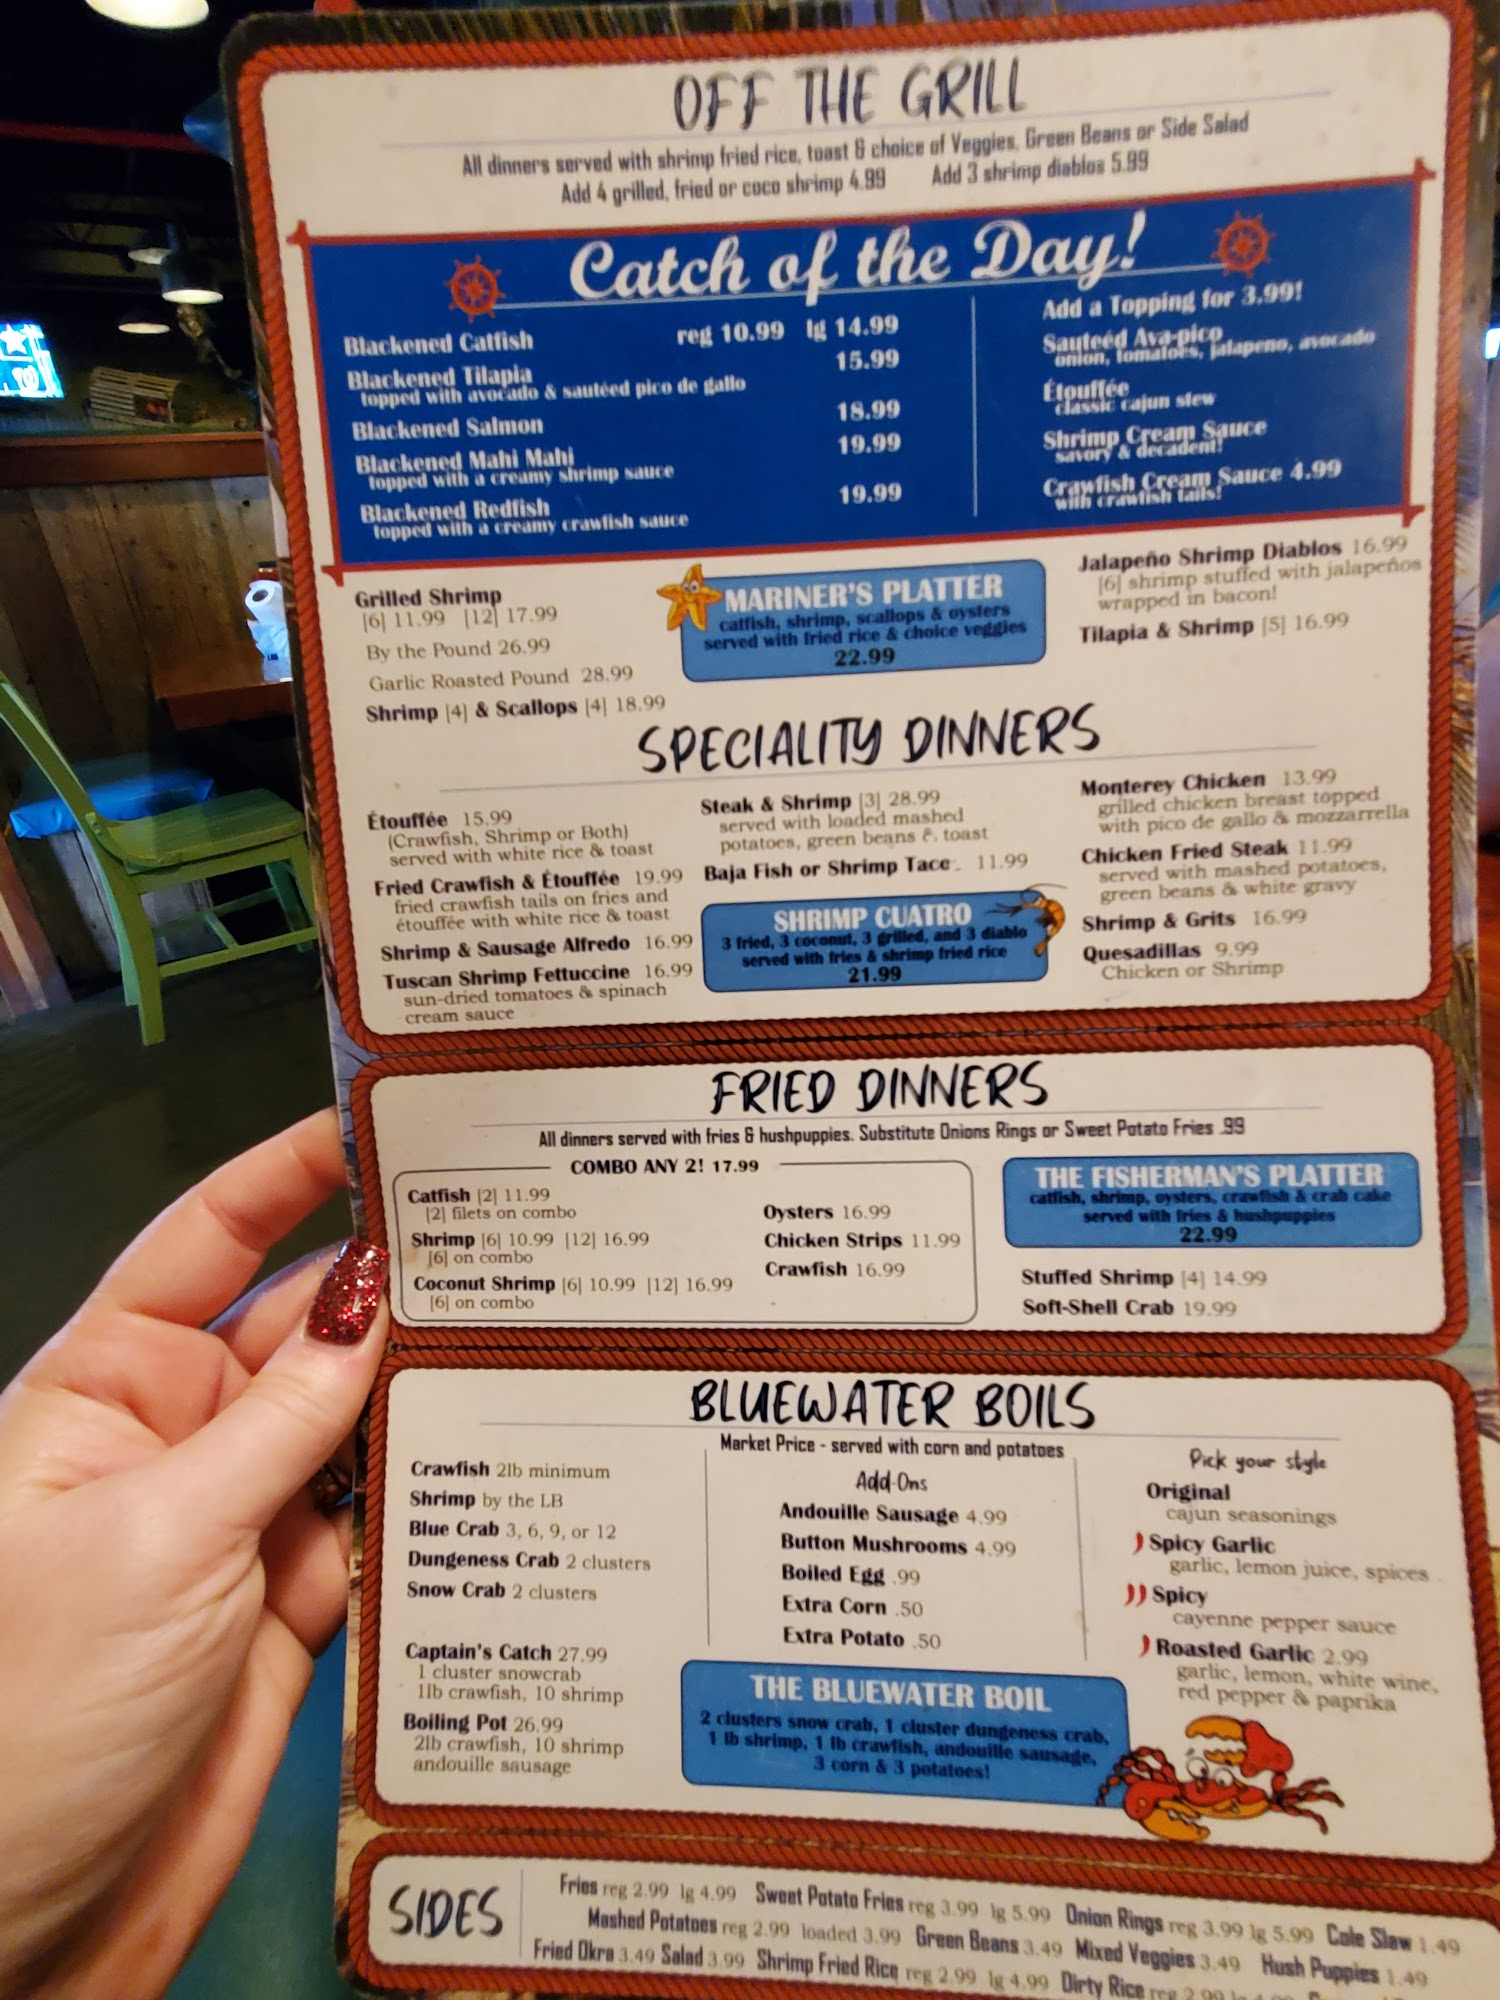 OFF THE GRILL
All dinners served with shrimp fried rice, toast & choice of Veggies, Green Beans or Side Salad
Add 4 grilled, fried or coco shrimp 4.99 Add 3 shrimp diablos 5.99
Catch of the Day!
Blackened Catfish reg 10.99 lg 14.99
Blackened Tilapia 15.99
topped with avocado & sautéed pico de gallo
Blackened Salmon 18.99
Blackened Mahi Mahi 19.99
topped with a creamy shrimp sauce
Blackened Redfish 19.99
topped with a creamy crawfish sauce
Add a Topping for 3.99!
Sauteéd Ava-pico
onion, tomatoes, jalapeno, avocado
Étouffée
classic cajun stew
Shrimp Cream Sauce
savory & decadent!
Crawfish Cream Sauce 4.99
with crawfish tails!
Grilled Shrimp
[6] 11.99 [12] 17.99
By the Pound 26.99
Garlic Roasted Pound 28.99
Shrimp [4] & Scallops [4] 18.99
MARINER'S PLATTER
catfish, shrimp, scallops & oysters
served with fried rice & choice veggies
22.99
Jalapeño Shrimp Diablos 16.99
[6] shrimp stuffed with jalapeños
wrapped in bacon!
Tilapia & Shrimp [5] 16.99
SPECIALITY DINNERS
Étouffée 15.99
(Crawfish, Shrimp or Both)
served with white rice & toast
Fried Crawfish & Étouffée 19.99
fried crawfish tails on fries and
étouffée with white rice & toast
Shrimp & Sausage Alfredo 16.99
Tuscan Shrimp Fettuccine 16.99
sun-dried tomatoes & spinach
cream sauce
Steak & Shrimp [3] 28.99
served with loaded mashed
potatoes, green beans & toast
Baja Fish or Shrimp 11.99
SHRIMP CUATRO
3 fried, 3 coconut, 3 grilled, and 3 diablo
served with fries & shrimp fried rice
21.99
Monterey Chicken 13.99
grilled chicken breast topped
with pico de gallo & mozzarrella
Chicken Fried Steak 11.99
served with mashed potatoes,
green beans & white gravy
Shrimp & Grits 16.99
Quesadillas 9.99
Chicken or Shrimp
FRIED DINNERS
All dinners served with fries & hushpuppies. Substitute Onions Rings or Sweet Potato Fries .99
COMBO ANY 2! 17.99
Catfish [2] 11.99
[2] filets on combo
Shrimp [6] 10.99 [12] 16.99
[6] on combo
Coconut Shrimp [6] 10.99 [12] 16.99
[6] on combo
Oysters 16.99
Chicken Strips 11.99
Crawfish 16.99
THE FISHERMAN'S PLATTER
catfish, shrimp, oysters, crawfish & crab cake
served with fries & hushpuppies
22.99
Stuffed Shrimp [4] 14.99
Soft-Shell Crab 19.99
BLUEWATER BOILS
Market Price - served with corn and potatoes
Crawfish 2lb minimum
Shrimp by the LB
Blue Crab 3, 6, 9, or 12
Dungeness Crab 2 clusters
Snow Crab 2 clusters
Captain's Catch 27.99
1 cluster snowcrab
1lb crawfish, 10 shrimp
Boiling Pot 26.99
2lb crawfish, 10 shrimp
andouille sausage
Add-Ons
Andouille Sausage 4.99
Button Mushrooms 4.99
Boiled Egg .99
Extra Corn .50
Extra Potato .50
Pick your style
Original
cajun seasonings
Spicy Garlic
garlic, lemon juice, spices
Spicy
cayenne pepper sauce
Roasted Garlic 2.99
garlic, lemon, white wine,
red pepper & paprika
THE BLUEWATER BOIL
2 clusters snow crab, 1 cluster dungeness crab,
1 lb shrimp, 1 lb crawfish, andouille sausage,
3 corn & 3 potatoes!
SIDES
Fries reg 2.99 lg 4.99 Sweet Potato Fries reg 3.99 lg 5.99 Onion Rings reg 3.99 lg 5.99 Cole Slaw 1.49
Mashed Potatoes reg 2.99 loaded 3.99 Green Beans 3.49 Mixed Veggies 3.49 Hush Puppies 1.49
Fried Okra 3.49 Salad 3.99 Shrimp Fried Rice reg 2.99 lg 4.99 Dirty Rice reg 2.99